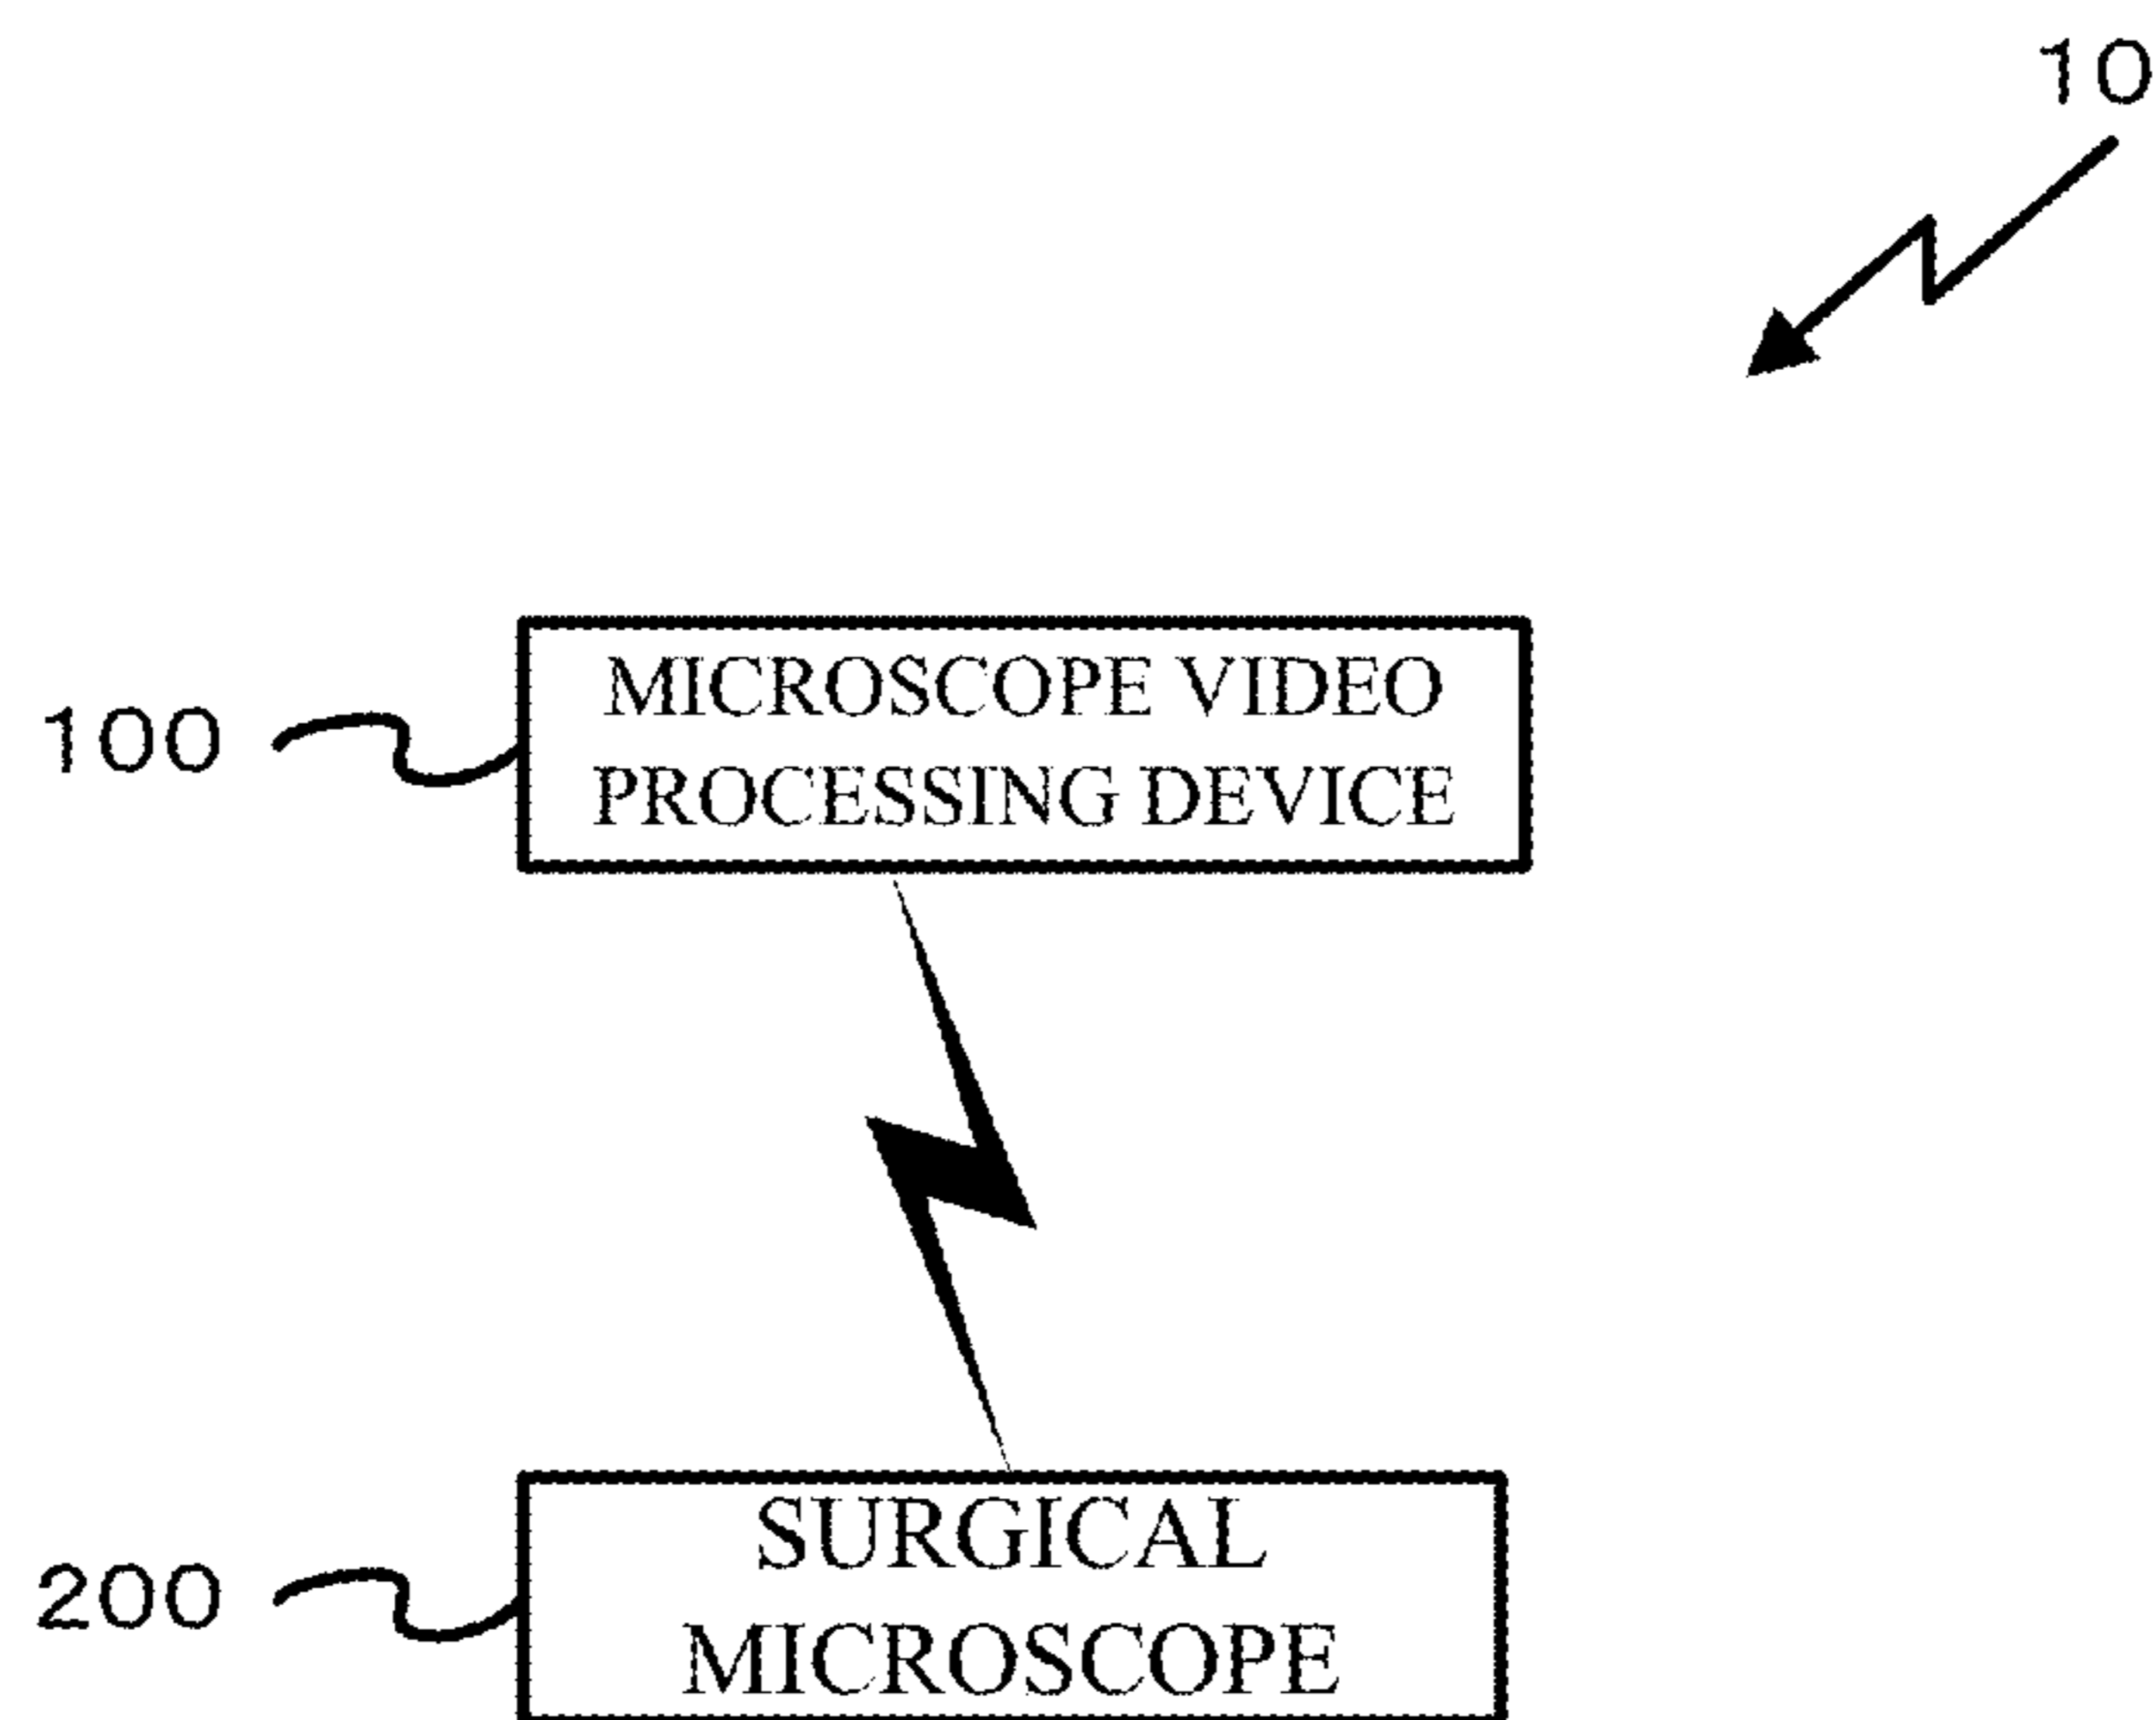 10
100
MICROSCOPE VIDEO
PROCESSING DEVICE
200
SURGICAL
MICROSCOPE